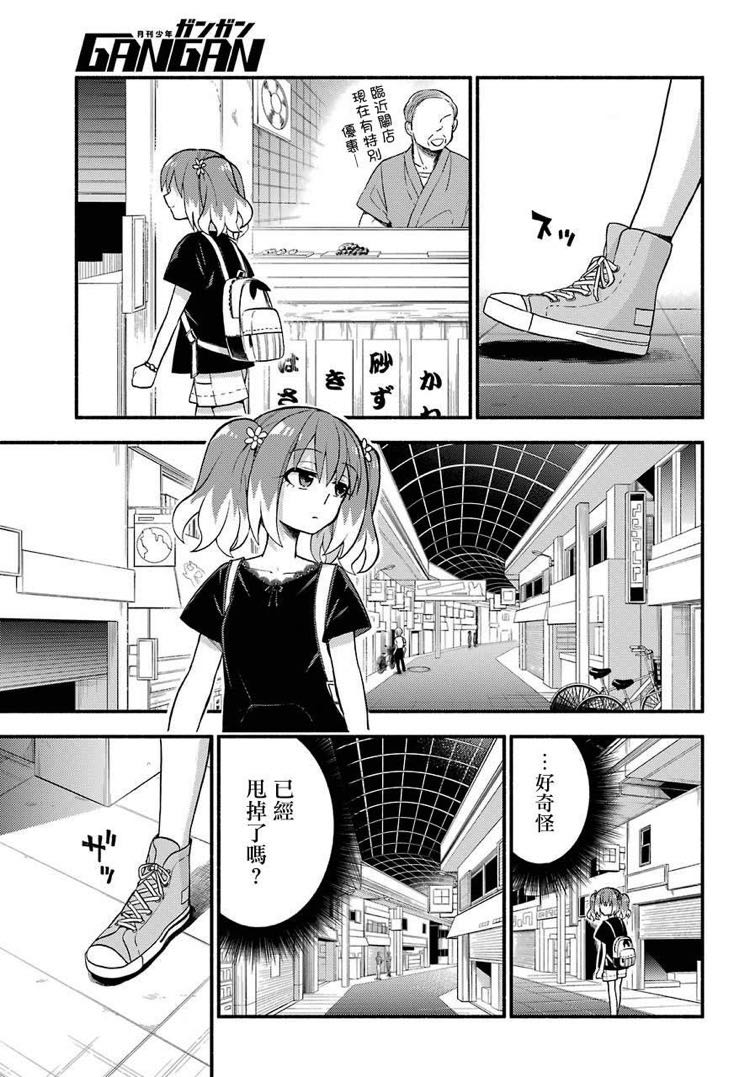 月刊少年
ガンガン
GANGAN
スッ
臨近關店
現在有特別
優惠—
かわ
砂ずり
き
はさ
…好奇怪
已經
甩掉了嗎？
ザッ